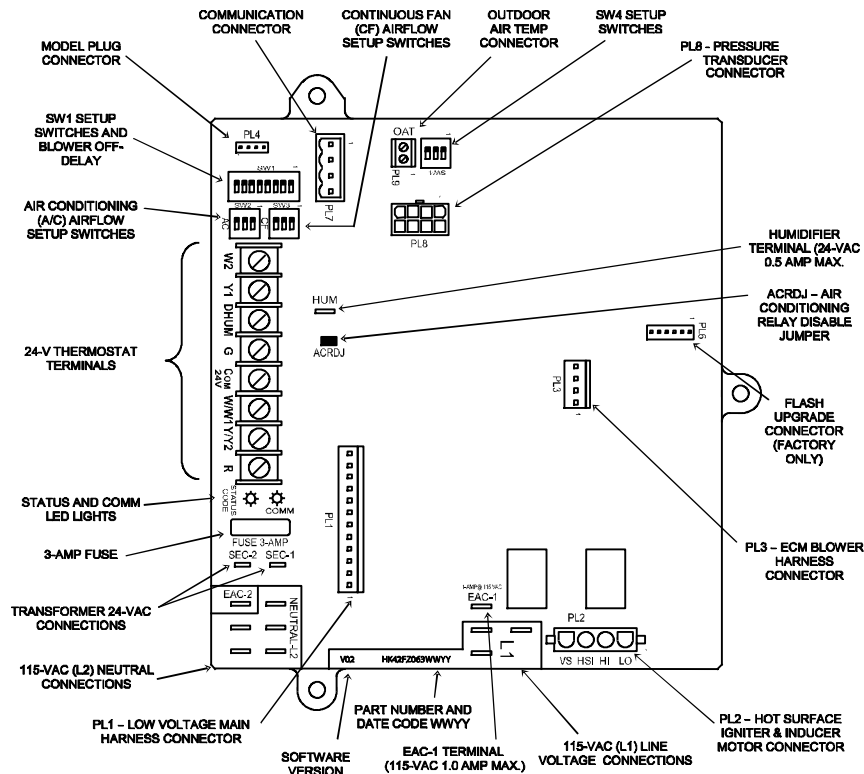 COMMUNICATION
CONNECTOR
CONTINUOUS FAN
(CF) AIRFLOW
SETUP SWITCHES
OUTDOOR
AIR TEMP
CONNECTOR
SW4 SETUP
SWITCHES
MODEL PLUG
CONNECTOR
PL8 – PRESSURE
TRANSDUCER
CONNECTOR
SW1 SETUP
SWITCHES AND
BLOWER OFF-
DELAY
AIR CONDITIONING
(A/C) AIRFLOW
SETUP SWITCHES
PL4
SW1
SW2
SW3
AC
CF
PL7
OAT
PL9
SW4
PL8
HUMIDIFIER
TERMINAL (24-VAC
0.5 AMP MAX.
HUM
ACRDJ – AIR
CONDITIONING
RELAY DISABLE
JUMPER
ACRDJ
PL6
FLASH
UPGRADE
CONNECTOR
(FACTORY
ONLY)
PL3
24-V THERMOSTAT
TERMINALS
W2
Y1
DHUM
G
COM
24V
W/W1
Y/Y2
R
STATUS AND COMM
LED LIGHTS
STATUS
CODE
COMM
3-AMP FUSE
FUSE 3-AMP
SEC-2
SEC-1
PL1
PL3 – ECM BLOWER
HARNESS
CONNECTOR
TRANSFORMER 24-VAC
CONNECTIONS
EAC-2
NEUTRAL-L2
1-AMP@ 115 VAC
EAC-1
L1
PL2
VS HSI HI LO
V02
HK42FZ063WWYY
115-VAC (L2) NEUTRAL
CONNECTIONS
PL1 – LOW VOLTAGE MAIN
HARNESS CONNECTOR
SOFTWARE
VERSION
PART NUMBER AND
DATE CODE WWYY
EAC-1 TERMINAL
(115-VAC 1.0 AMP MAX.)
115-VAC (L1) LINE
VOLTAGE CONNECTIONS
PL2 – HOT SURFACE
IGNITER & INDUCER
MOTOR CONNECTOR